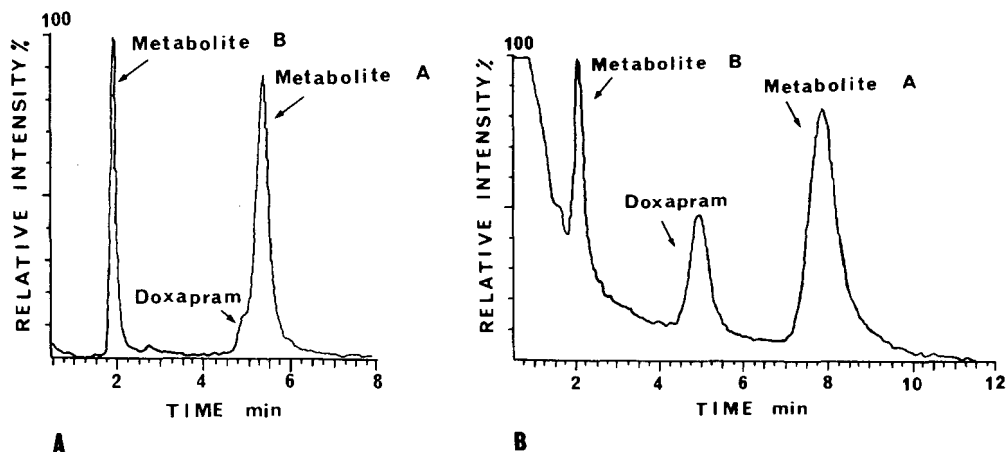 100
RELATIVE INTENSITY %
Metabolite B
Metabolite A
Doxapram
2 4 6 8
TIME min
A
100
RELATIVE INTENSITY %
Metabolite B
Metabolite A
Doxapram
2 4 6 8 10 12
TIME min
B